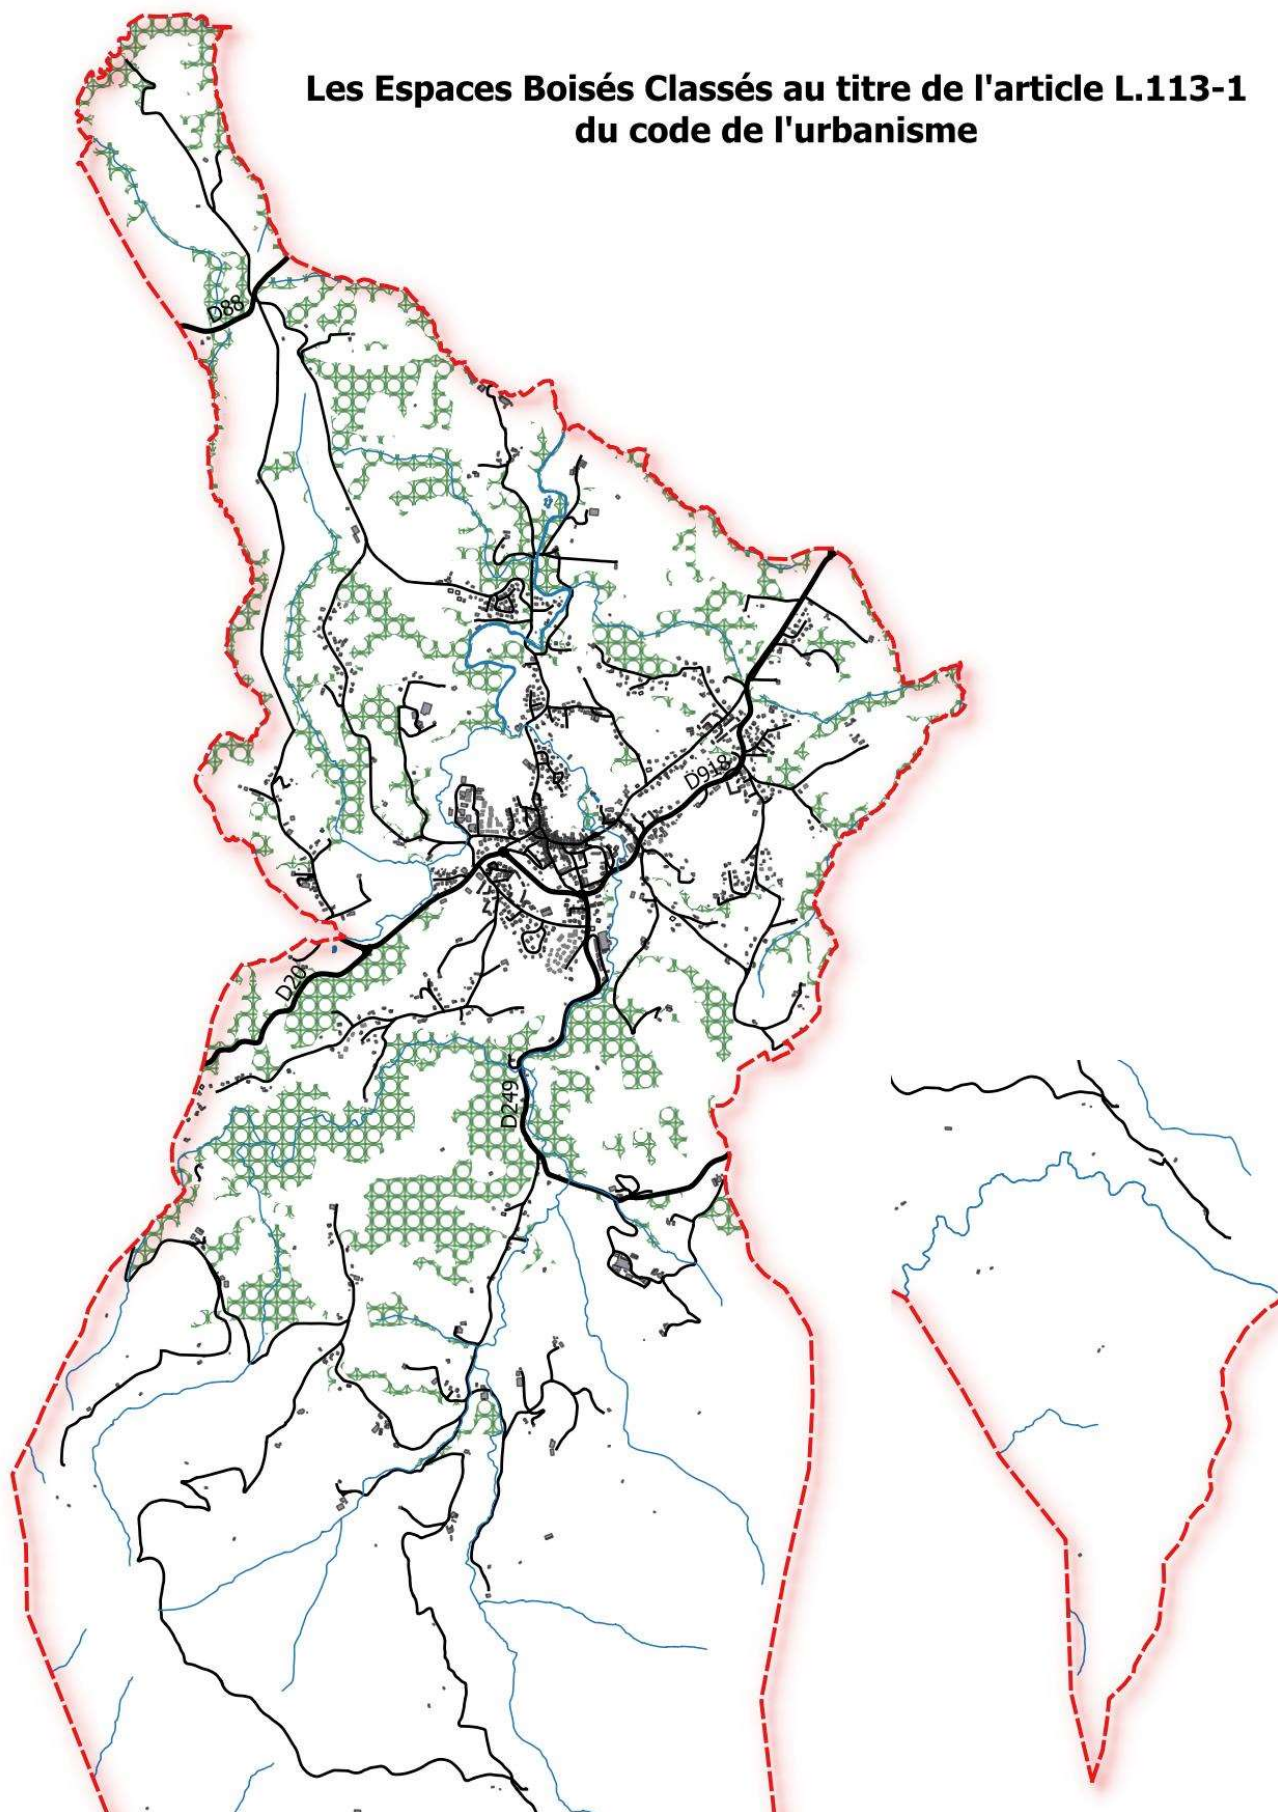 Les Espaces Boisés Classés au titre de l'article L.113-1
du code de l'urbanisme
D88
D918
D20
D249